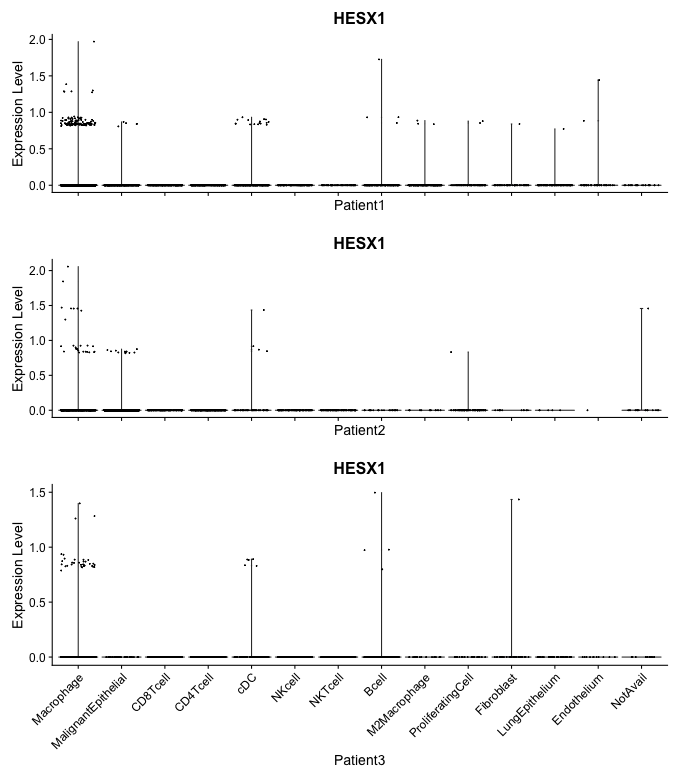 HESX1
Expression Level
2.0
1.5
1.0
0.5
0.0
Patient1
HESX1
Expression Level
2.0
1.5
1.0
0.5
0.0
Patient2
HESX1
Expression Level
1.5
1.0
0.5
0.0
Macrophage
MalignantEpithelial
CD8Tcell
CD4Tcell
cDC
NKcell
NKTcell
Bcell
M2Macrophage
ProliferatingCell
Fibroblast
LungEpithelium
Endothelium
NotAvail
Patient3